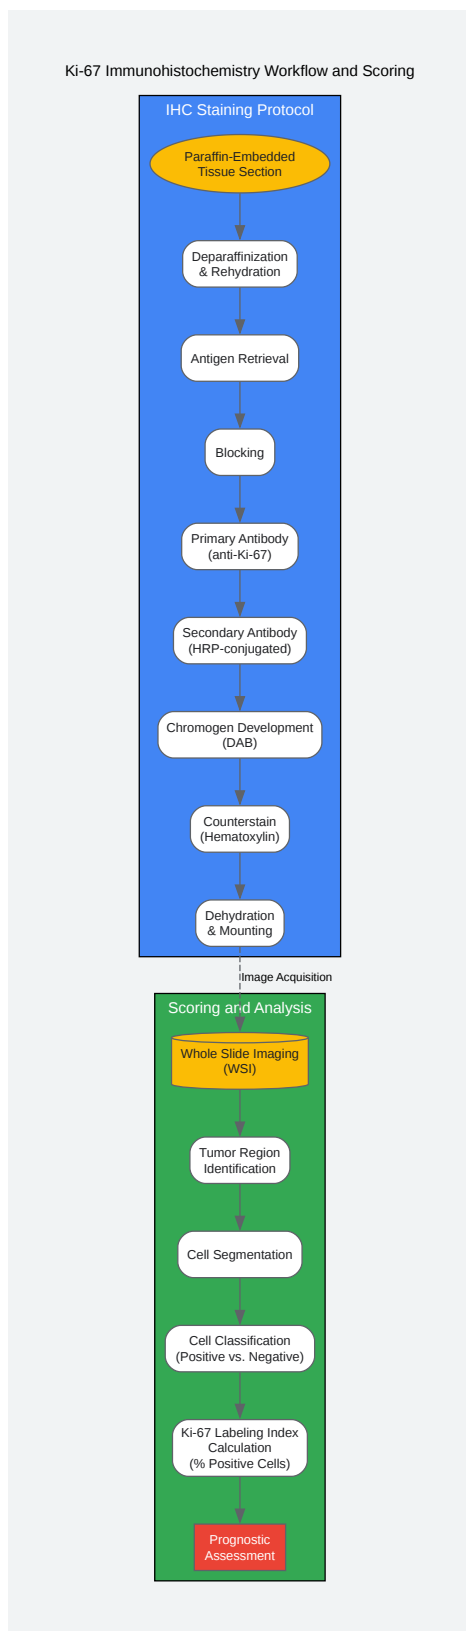 Ki-67 Immunohistochemistry Workflow and Scoring
IHC Staining Protocol
Paraffin-Embedded
Tissue Section
Deparaffinization
& Rehydration
Antigen Retrieval
Blocking
Primary Antibody
(anti-Ki-67)
Secondary Antibody
(HRP-conjugated)
Chromogen Development
(DAB)
Counterstain
(Hematoxylin)
Dehydration
& Mounting
Image Acquisition
Scoring and Analysis
Whole Slide Imaging
(WSI)
Tumor Region
Identification
Cell Segmentation
Cell Classification
(Positive vs. Negative)
Ki-67 Labeling Index
Calculation
(% Positive Cells)
Prognostic
Assessment